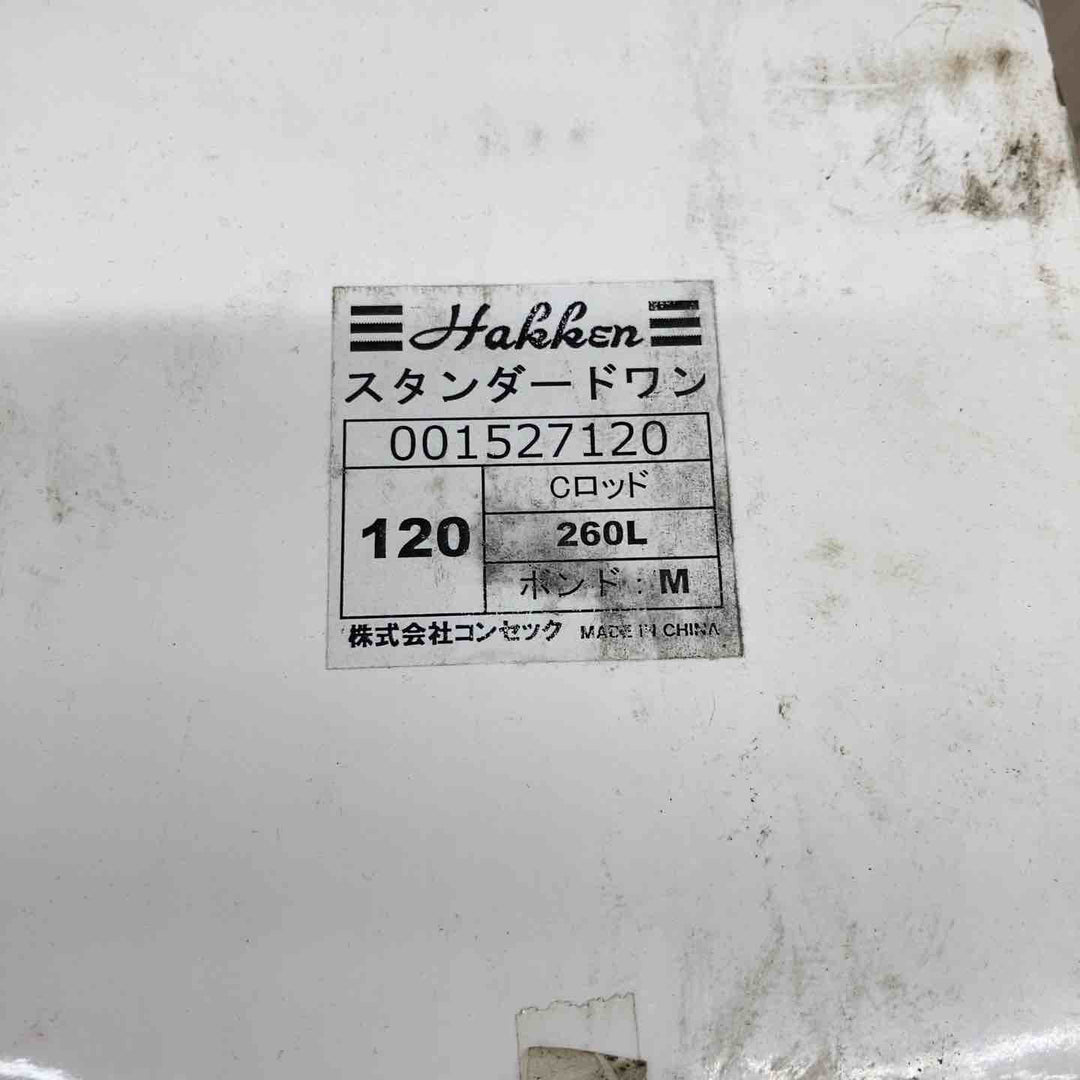 Hakken
スタンダードワン
001527120
120
Cロッド
260L
ボンド：M
株式会社コンセック MADE IN CHINA